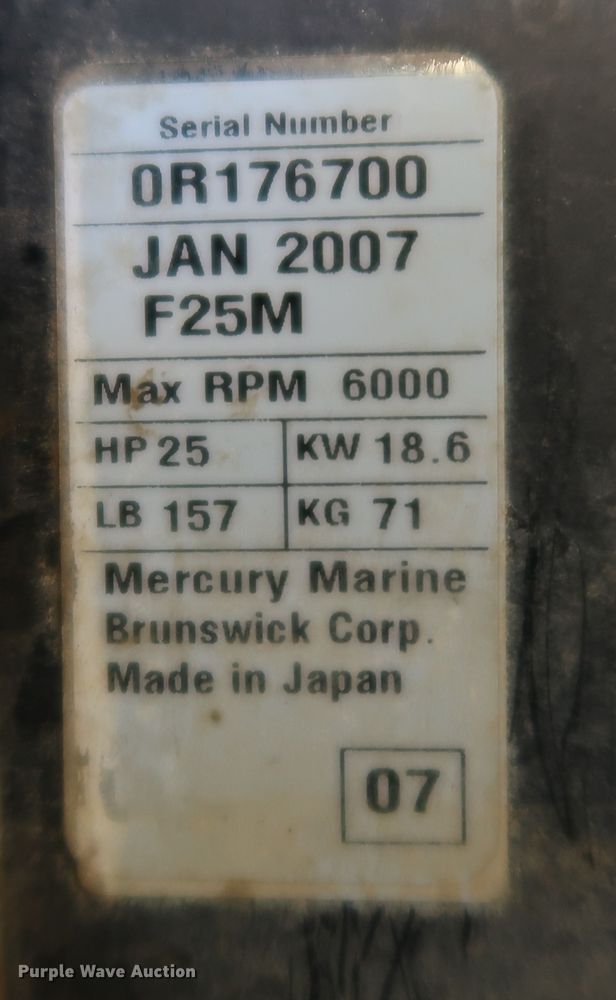 Serial Number
0R176700
JAN 2007
F25M
Max RPM 6000
HP 25 KW 18.6
LB 157 KG 71
Mercury Marine
Brunswick Corp.
Made in Japan
07
Purple Wave Auction